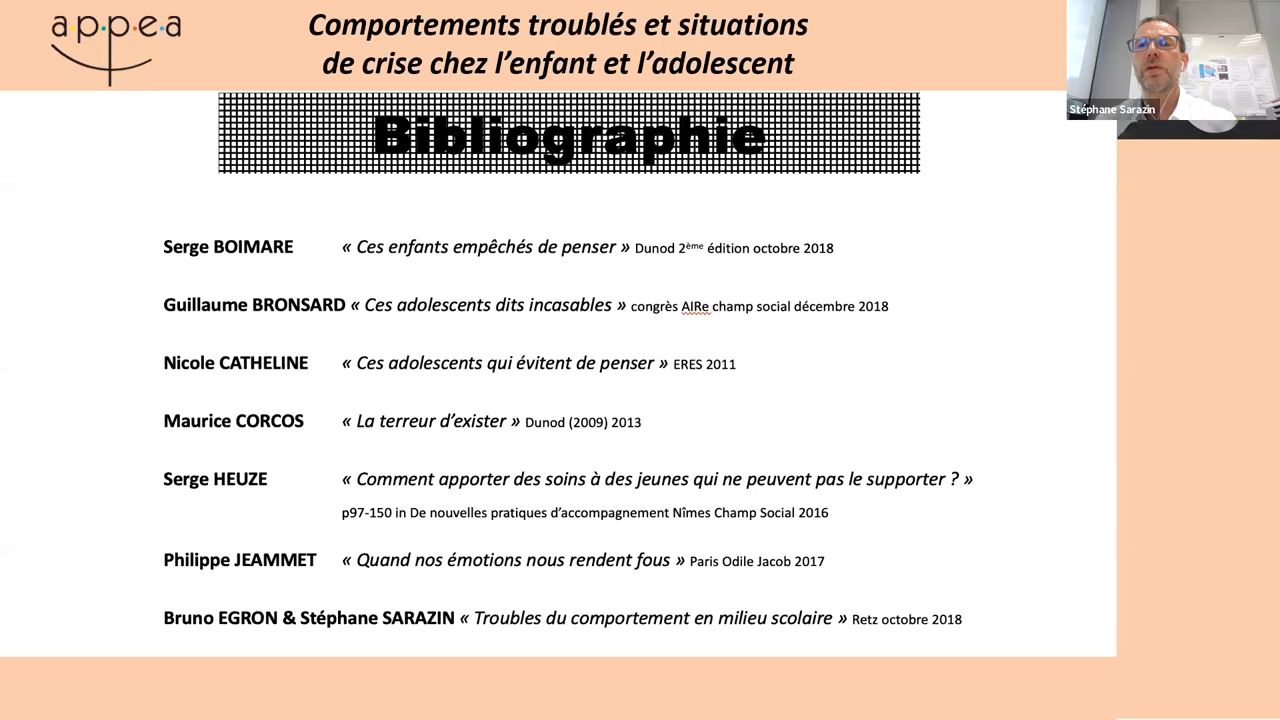 a.p.p.e.a
Comportements troublés et situations
de crise chez l'enfant et l'adolescent
Stéphane Sarazin
Bibliographie
Serge BOIMARE « Ces enfants empêchés de penser » Dunod 2ème édition octobre 2018
Guillaume BRONSARD « Ces adolescents dits incasables » congrès AIRe champ social décembre 2018
Nicole CATHELINE « Ces adolescents qui évitent de penser » ERES 2011
Maurice CORCOS « La terreur d'exister » Dunod (2009) 2013
Serge HEUZE « Comment apporter des soins à des jeunes qui ne peuvent pas le supporter ? »
p97-150 in De nouvelles pratiques d'accompagnement Nîmes Champ Social 2016
Philippe JEAMMET « Quand nos émotions nous rendent fous » Paris Odile Jacob 2017
Bruno EGRON & Stéphane SARAZIN « Troubles du comportement en milieu scolaire » Retz octobre 2018